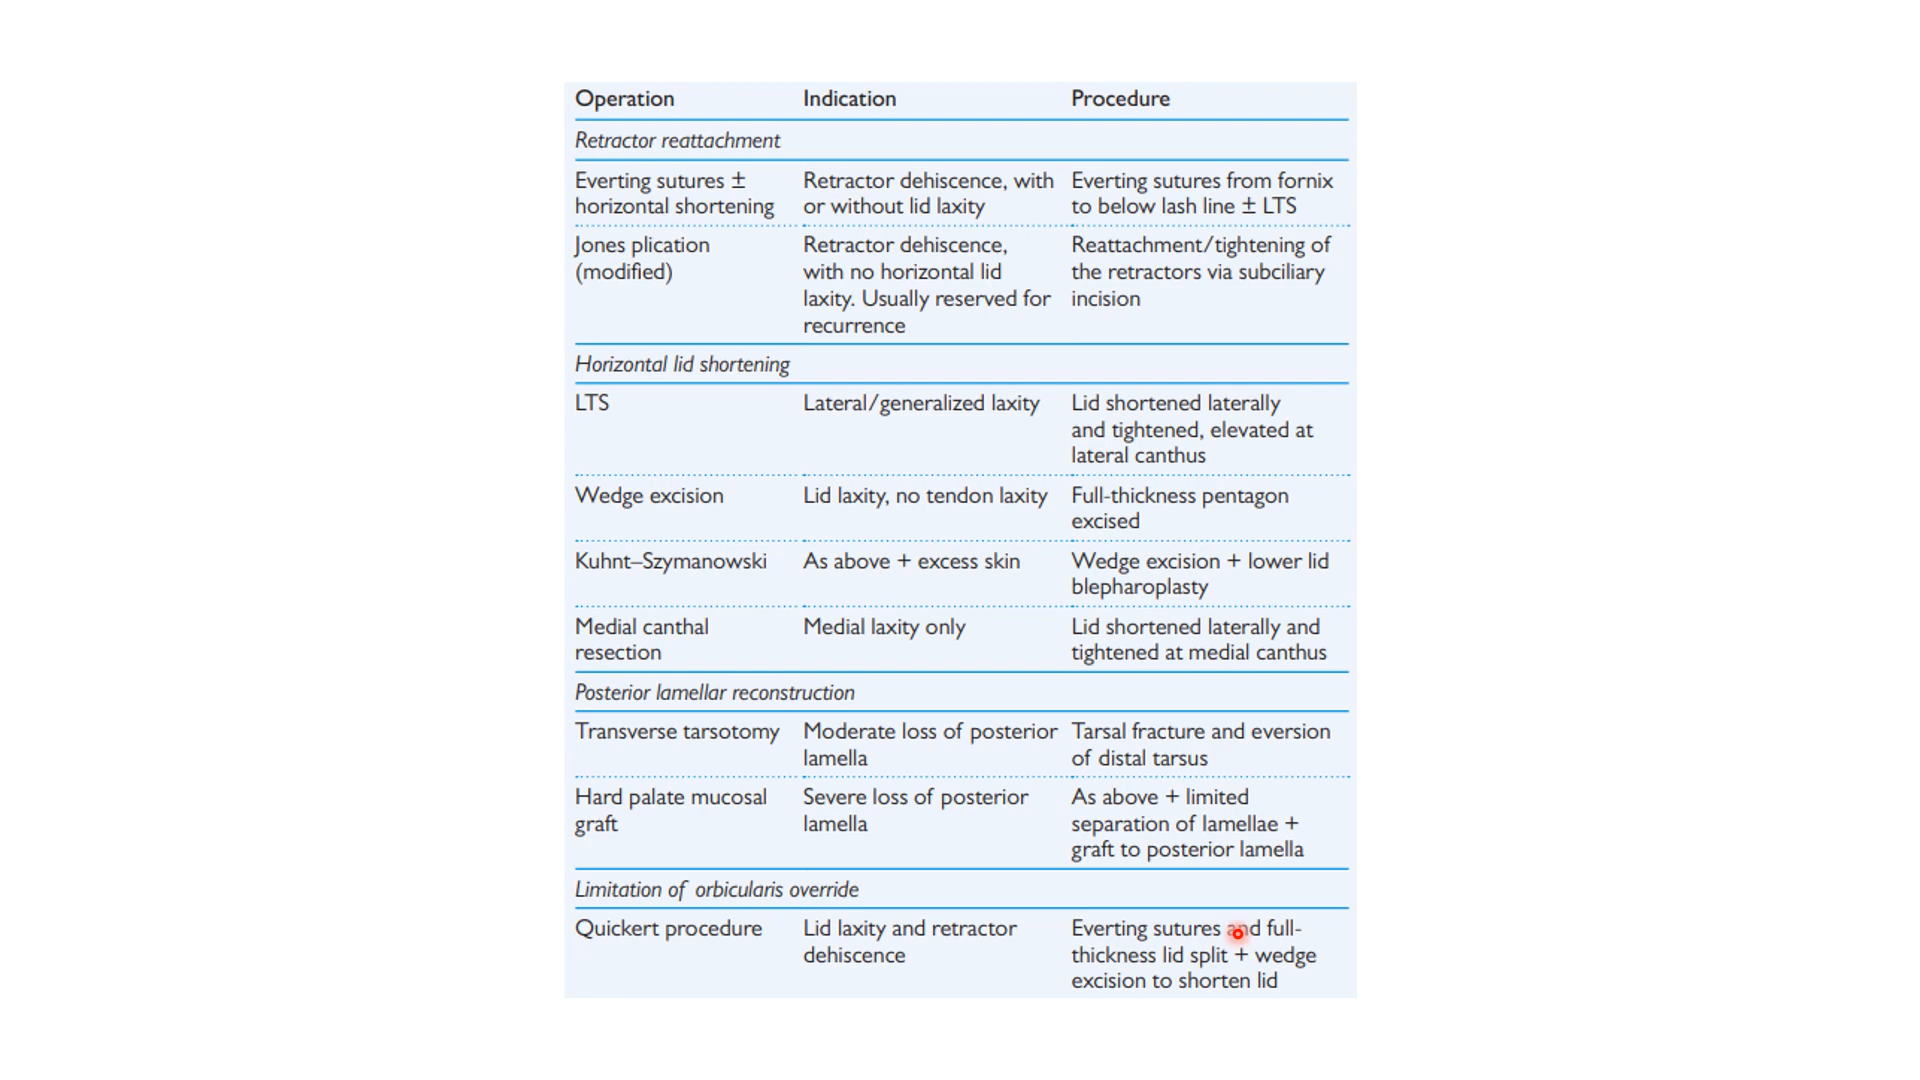 Operation Indication Procedure
Retractor reattachment
Everting sutures ± Retractor dehiscence, with Everting sutures from fornix
horizontal shortening or without lid laxity to below lash line ± LTS
Jones plication Retractor dehiscence, Reattachment/tightening of
(modified) with no horizontal lid the retractors via subciliary
laxity. Usually reserved for incision
recurrence
Horizontal lid shortening
LTS Lateral/generalized laxity Lid shortened laterally
and tightened, elevated at
lateral canthus
Wedge excision Lid laxity, no tendon laxity Full-thickness pentagon
excised
Kuhnt–Szymanowski As above + excess skin Wedge excision + lower lid
blepharoplasty
Medial canthal Medial laxity only Lid shortened laterally and
resection tightened at medial canthus
Posterior lamellar reconstruction
Transverse tarsotomy Moderate loss of posterior Tarsal fracture and eversion
lamella of distal tarsus
Hard palate mucosal Severe loss of posterior As above + limited
graft lamella separation of lamellae +
graft to posterior lamella
Limitation of orbicularis override
Quickert procedure Lid laxity and retractor Everting sutures and full-
dehiscence thickness lid split + wedge
excision to shorten lid